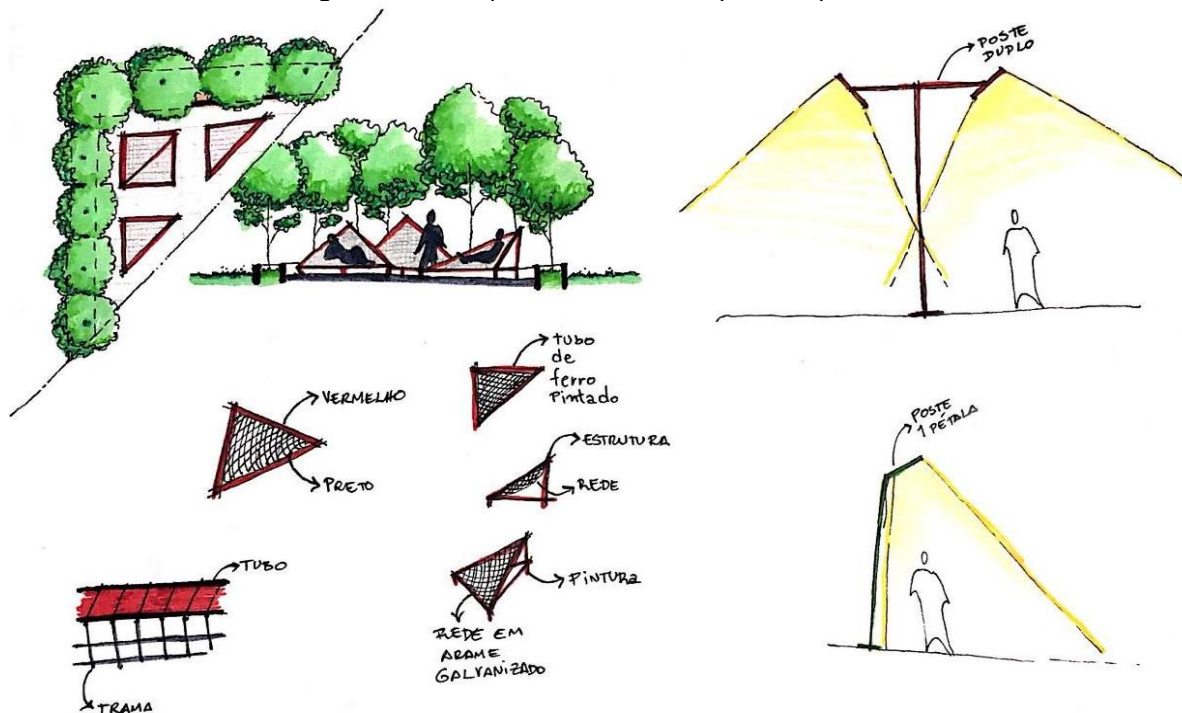 POSTE
DUPLO
tubo
de
ferro
Pintado
VERMELHO
PRETO
ESTRUTURA
REDE
POSTE
1 PÉTALA
TUBO
TRAMA
PINTURA
REDE EM
ARAME
GALVANIZADO